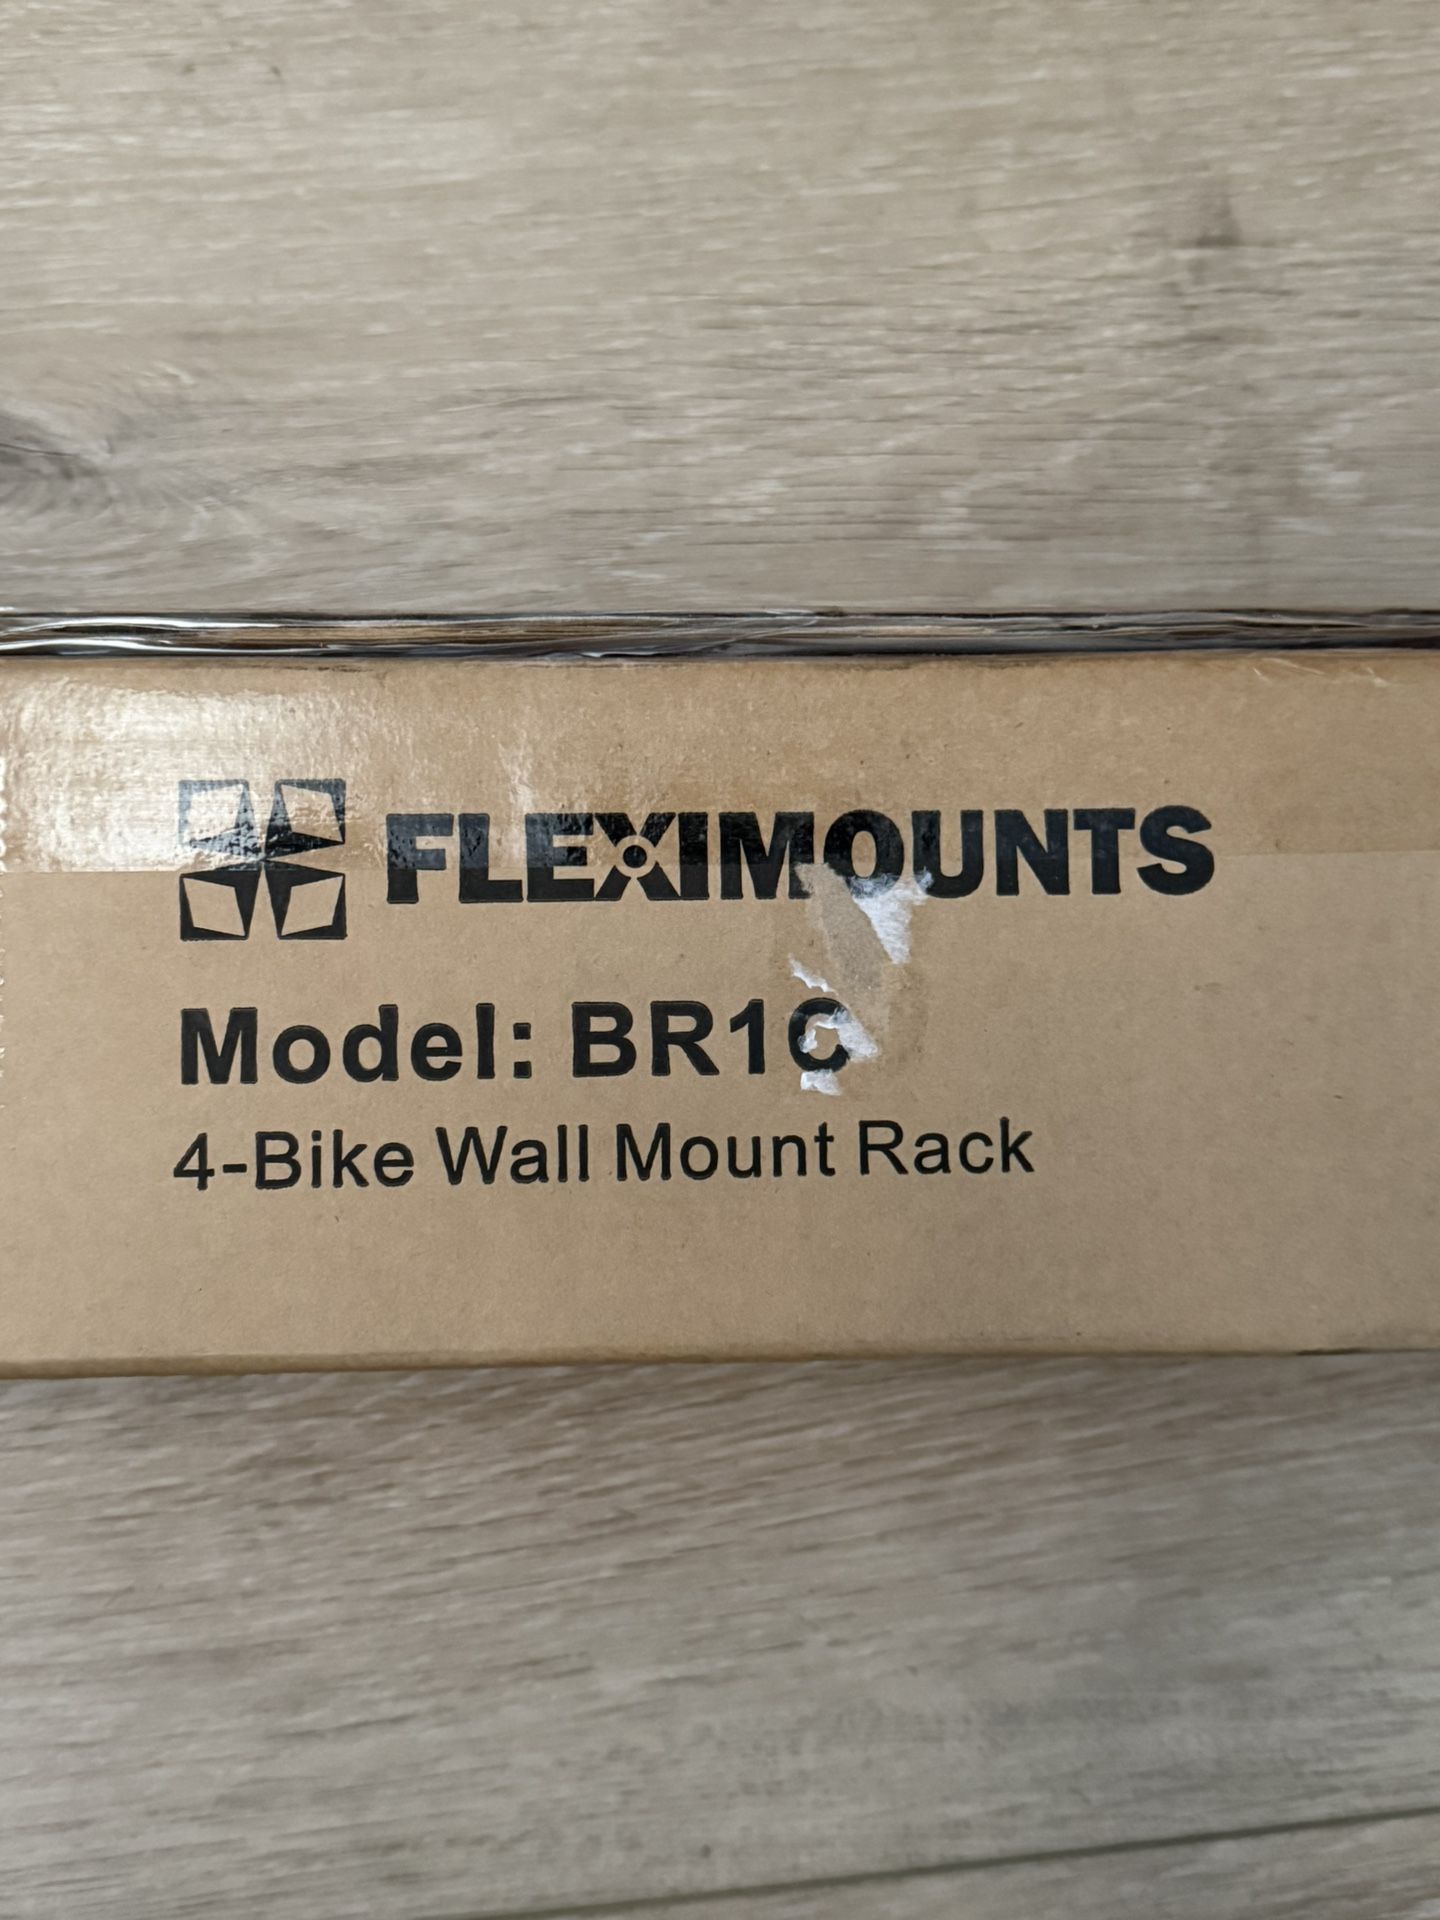 FLEXIMOUNTS
Model: BR1C
4-Bike Wall Mount Rack